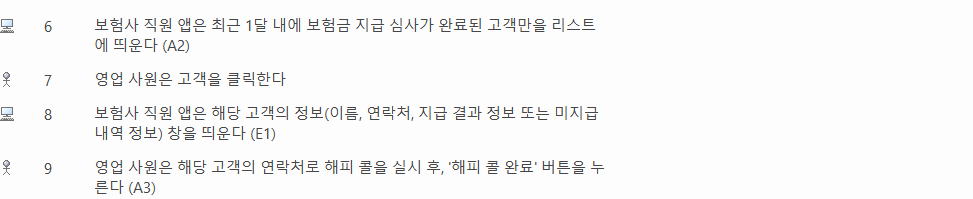 6 보험사 직원 앱은 최근 1달 내에 보험금 지급 심사가 완료된 고객만을 리스트
에 띄운다 (A2)
7 영업 사원은 고객을 클릭한다
8 보험사 직원 앱은 해당 고객의 정보(이름, 연락처, 지급 결과 정보 또는 미지급
내역 정보) 창을 띄운다 (E1)
9 영업 사원은 해당 고객의 연락처로 해피 콜을 실시 후, '해피 콜 완료' 버튼을 누
른다 (A3)